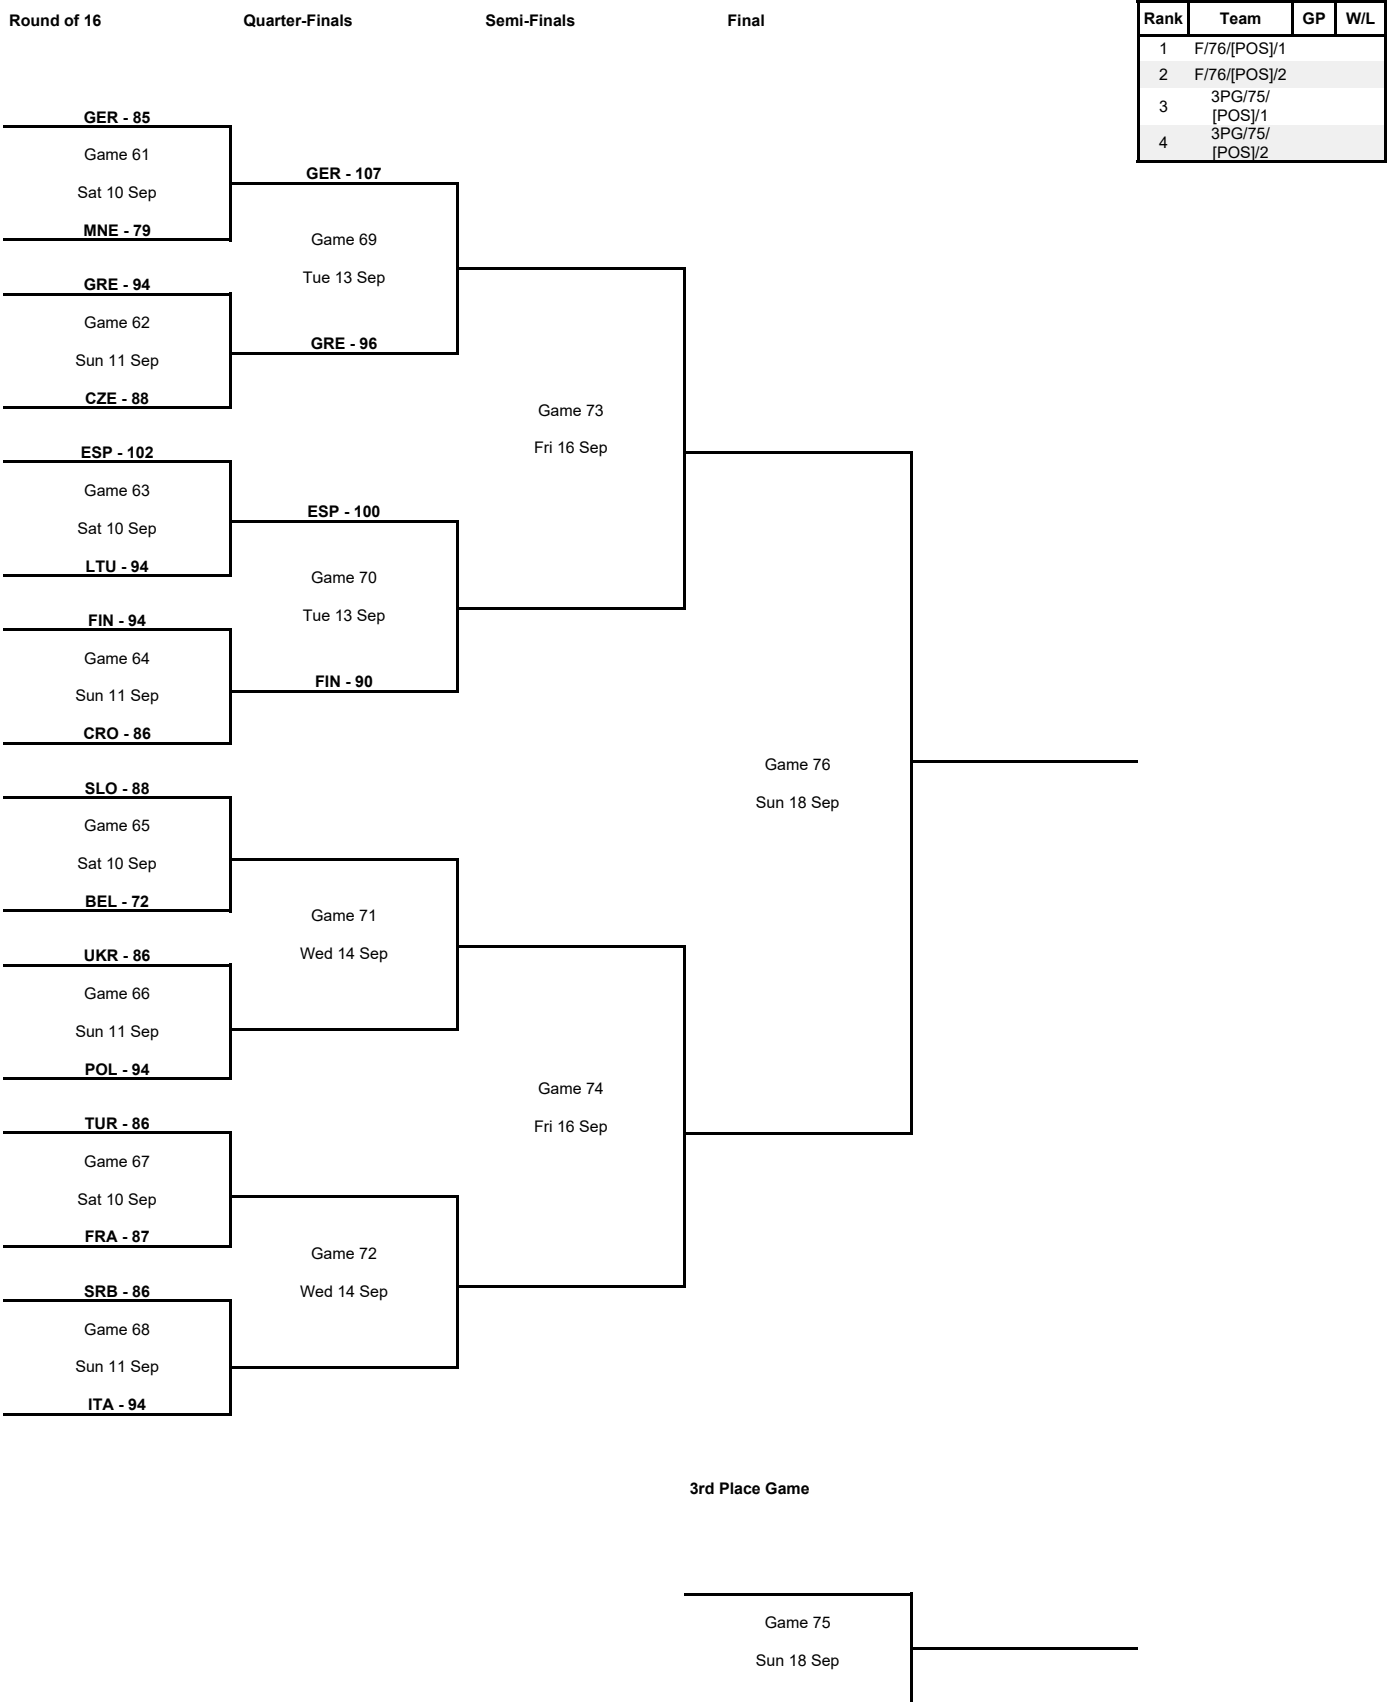 Round of 16 Quarter-Finals Semi-Finals Final
Rank Team GP W/L
1 F/76/[POS]/1
2 F/76/[POS]/2
3 3PG/75/
[POS]/1
4 3PG/75/
[POS]/2
GER - 85
Game 61
Sat 10 Sep
MNE - 79
GRE - 94
Game 62
Sun 11 Sep
CZE - 88
ESP - 102
Game 63
Sat 10 Sep
LTU - 94
FIN - 94
Game 64
Sun 11 Sep
CRO - 86
SLO - 88
Game 65
Sat 10 Sep
BEL - 72
UKR - 86
Game 66
Sun 11 Sep
POL - 94
TUR - 86
Game 67
Sat 10 Sep
FRA - 87
SRB - 86
Game 68
Sun 11 Sep
ITA - 94
GER - 107
Game 69
Tue 13 Sep
GRE - 96
ESP - 100
Game 70
Tue 13 Sep
FIN - 90
Game 71
Wed 14 Sep
Game 72
Wed 14 Sep
Game 73
Fri 16 Sep
Game 74
Fri 16 Sep
Game 76
Sun 18 Sep
3rd Place Game
Game 75
Sun 18 Sep